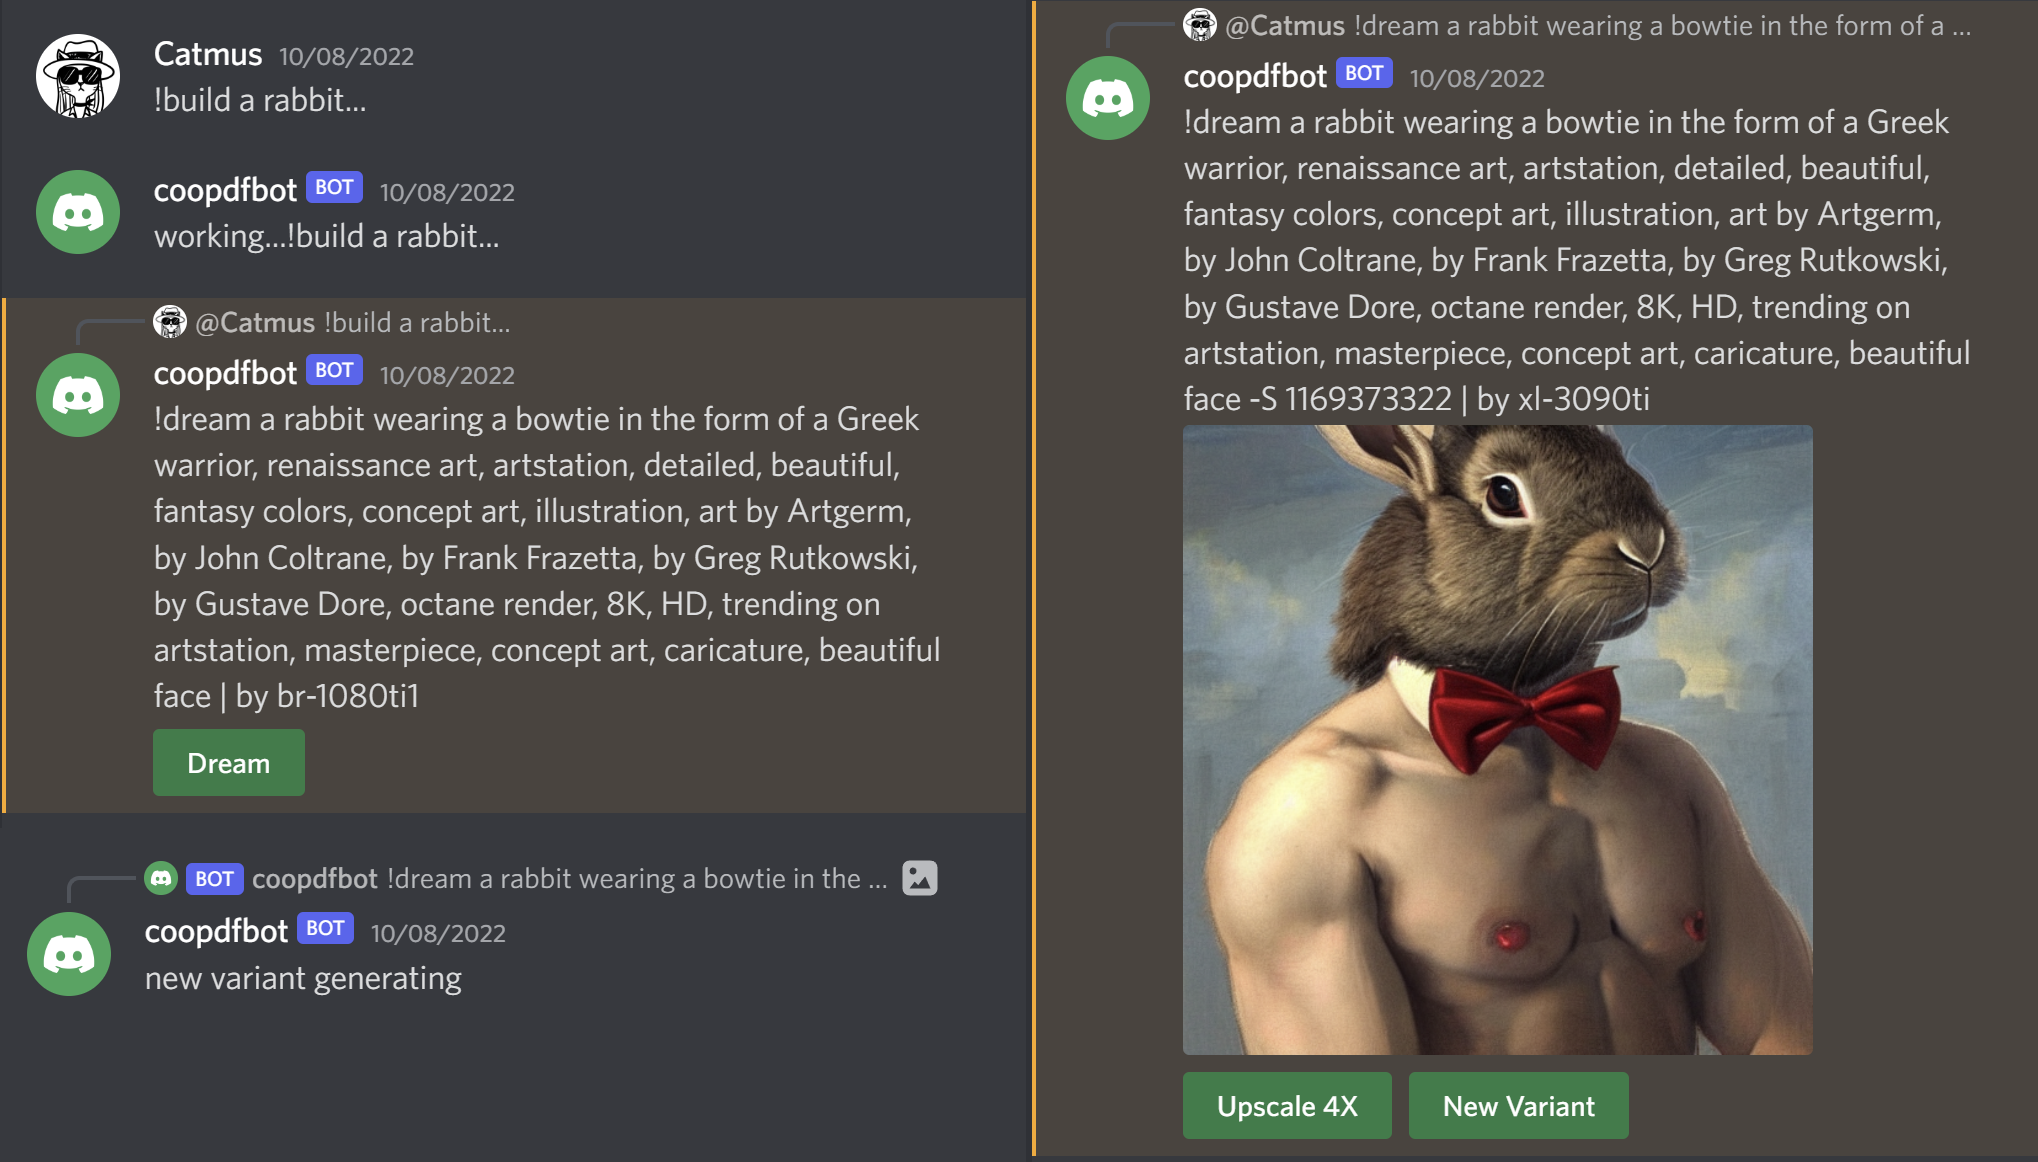 Catmus 10/08/2022
!build a rabbit...
coopdfbot BOT 10/08/2022
working...!build a rabbit...
@Catmus !build a rabbit...
coopdfbot BOT 10/08/2022
!dream a rabbit wearing a bowtie in the form of a Greek
warrior, renaissance art, artstation, detailed, beautiful,
fantasy colors, concept art, illustration, art by Artgerm,
by John Coltrane, by Frank Frazetta, by Greg Rutkowski,
by Gustave Dore, octane render, 8K, HD, trending on
artstation, masterpiece, concept art, caricature, beautiful
face | by br-1080ti1
Dream
BOT coopdfbot !dream a rabbit wearing a bowtie in the ...
coopdfbot BOT 10/08/2022
new variant generating
@Catmus !dream a rabbit wearing a bowtie in the form of a ...
coopdfbot BOT 10/08/2022
!dream a rabbit wearing a bowtie in the form of a Greek
warrior, renaissance art, artstation, detailed, beautiful,
fantasy colors, concept art, illustration, art by Artgerm,
by John Coltrane, by Frank Frazetta, by Greg Rutkowski,
by Gustave Dore, octane render, 8K, HD, trending on
artstation, masterpiece, concept art, caricature, beautiful
face -S 1169373322 | by xl-3090ti
Upscale 4X New Variant